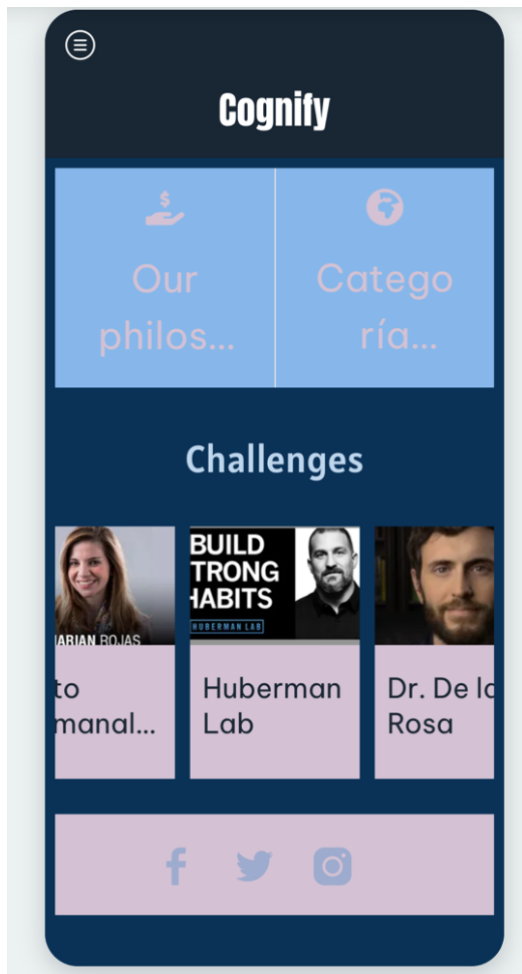 Cognify
Our
philos...
Catego
ría...
Challenges
ARIAN ROJAS
BUILD
TRONG
HABITS
HUBERMAN LAB
to
manal...
Huberman
Lab
Dr. De la
Rosa